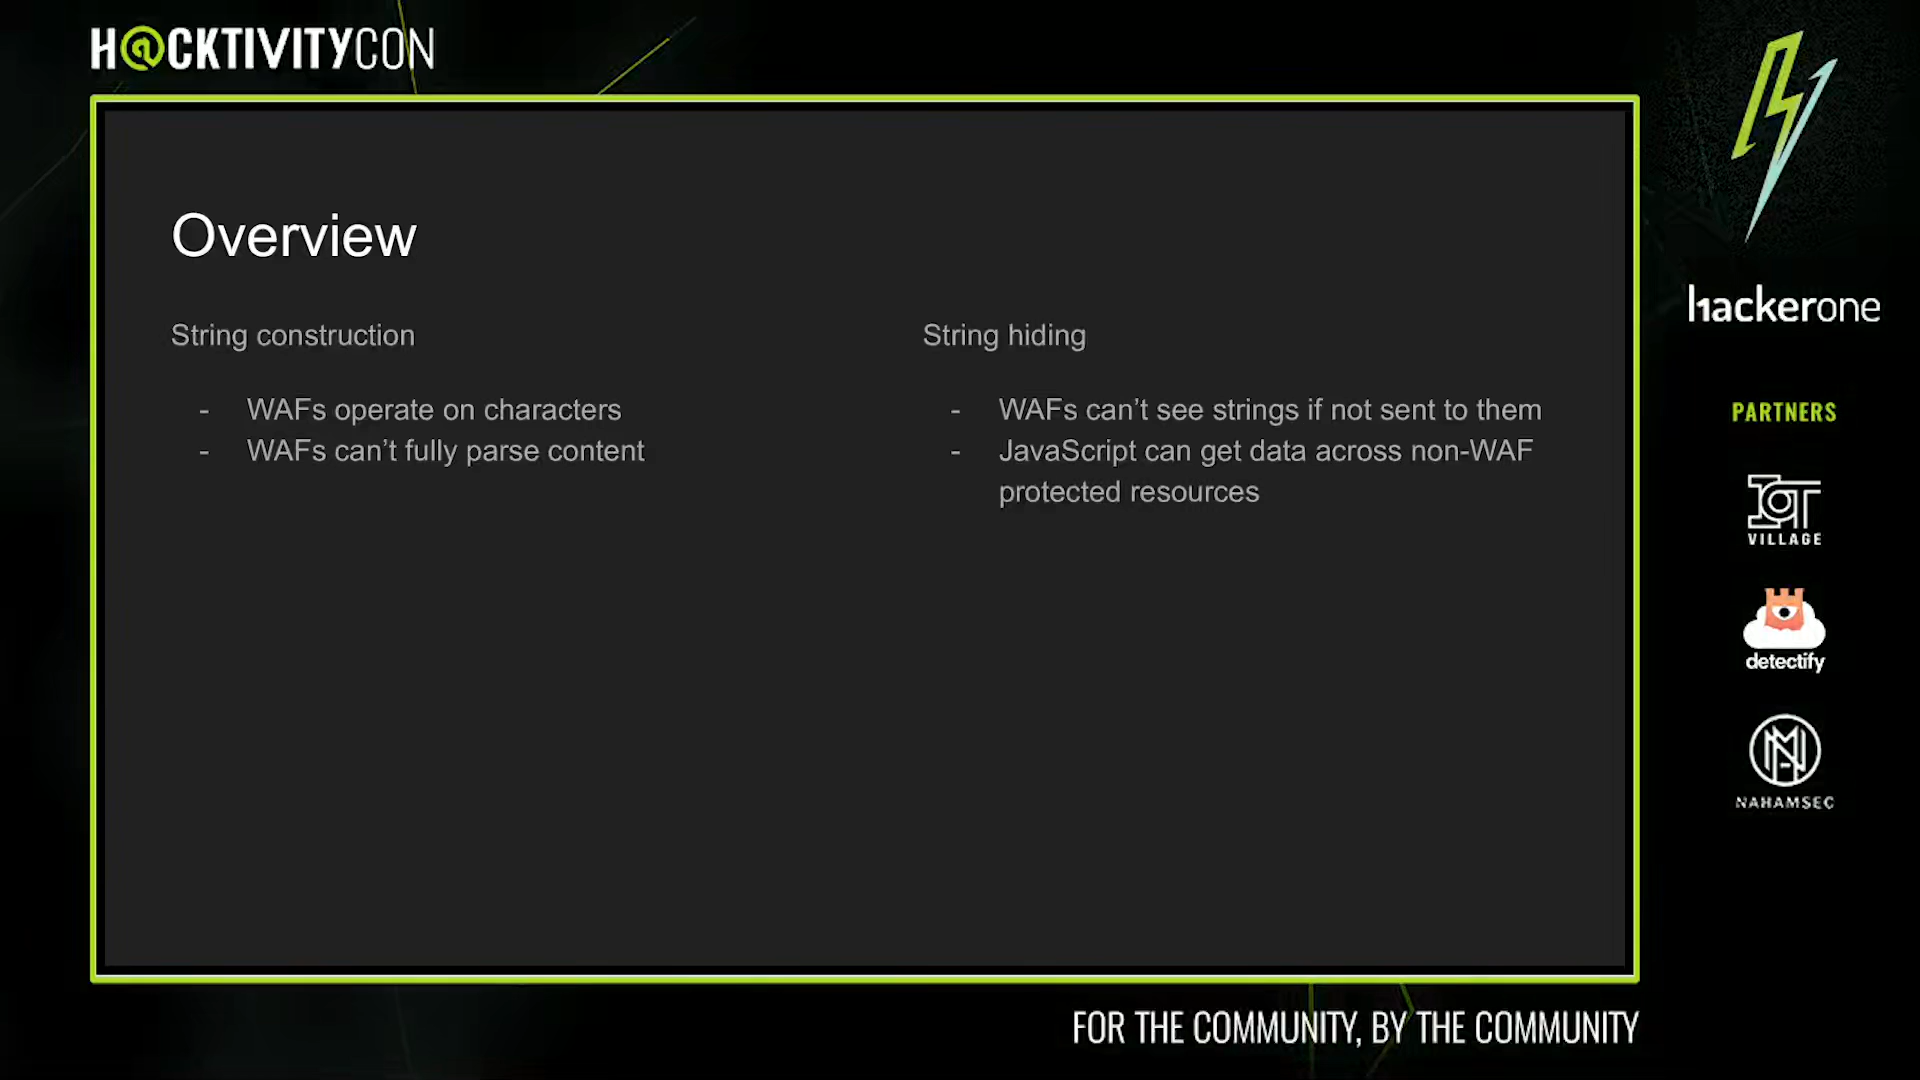 H@CKTIVITYCON
Overview
String construction
- WAFs operate on characters
- WAFs can’t fully parse content
String hiding
- WAFs can’t see strings if not sent to them
- JavaScript can get data across non-WAF
protected resources
hackerone
PARTNERS
IOT
VILLAGE
detectify
NAHAMSEC
FOR THE COMMUNITY, BY THE COMMUNITY